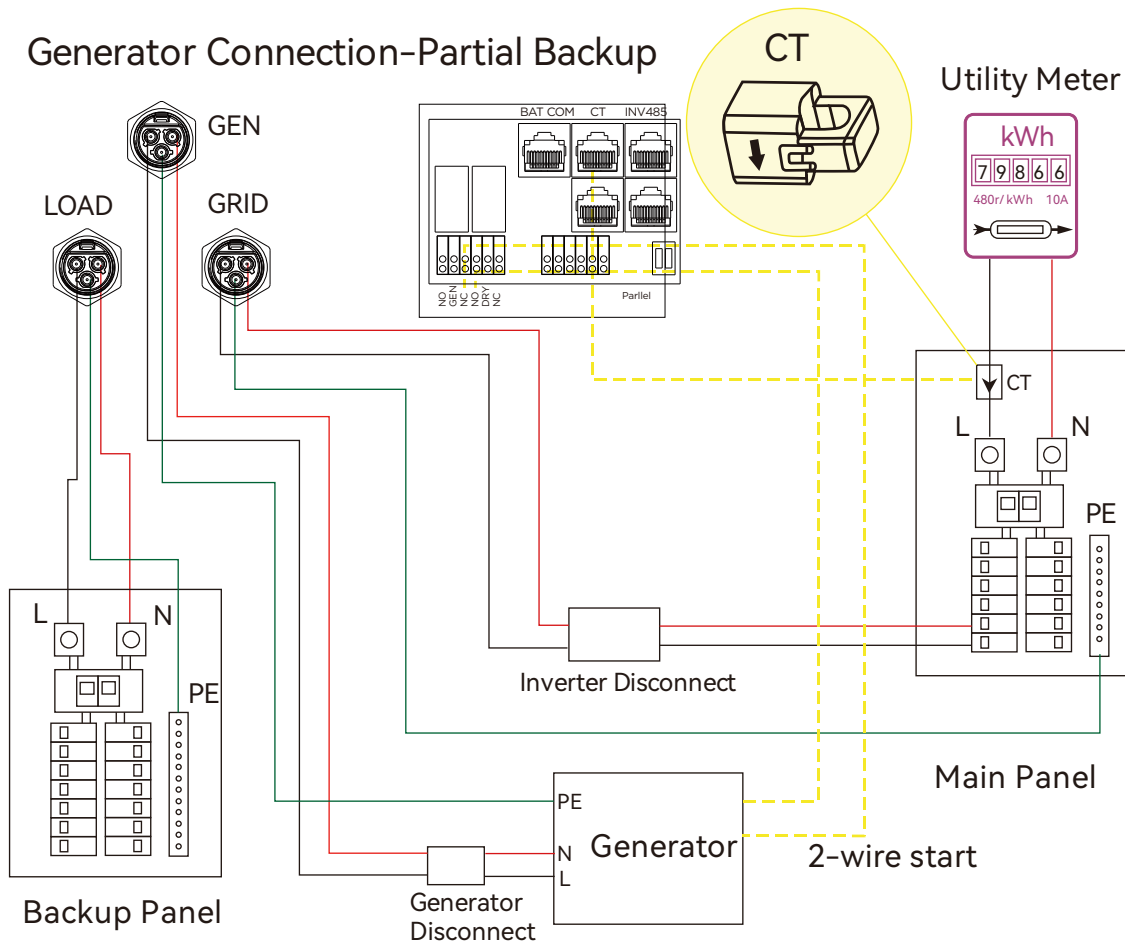 Generator Connection-Partial Backup
CT
Utility Meter
GEN
LOAD
GRID
BAT COM
CT
INV485
kWh
79866
480r/kWh
10A
NO
GEN
NC
NO
DRY
NC
Parllel
CT
L
N
PE
L
N
PE
Inverter Disconnect
Main Panel
PE
N
L
Generator
2-wire start
Backup Panel
Generator
Disconnect